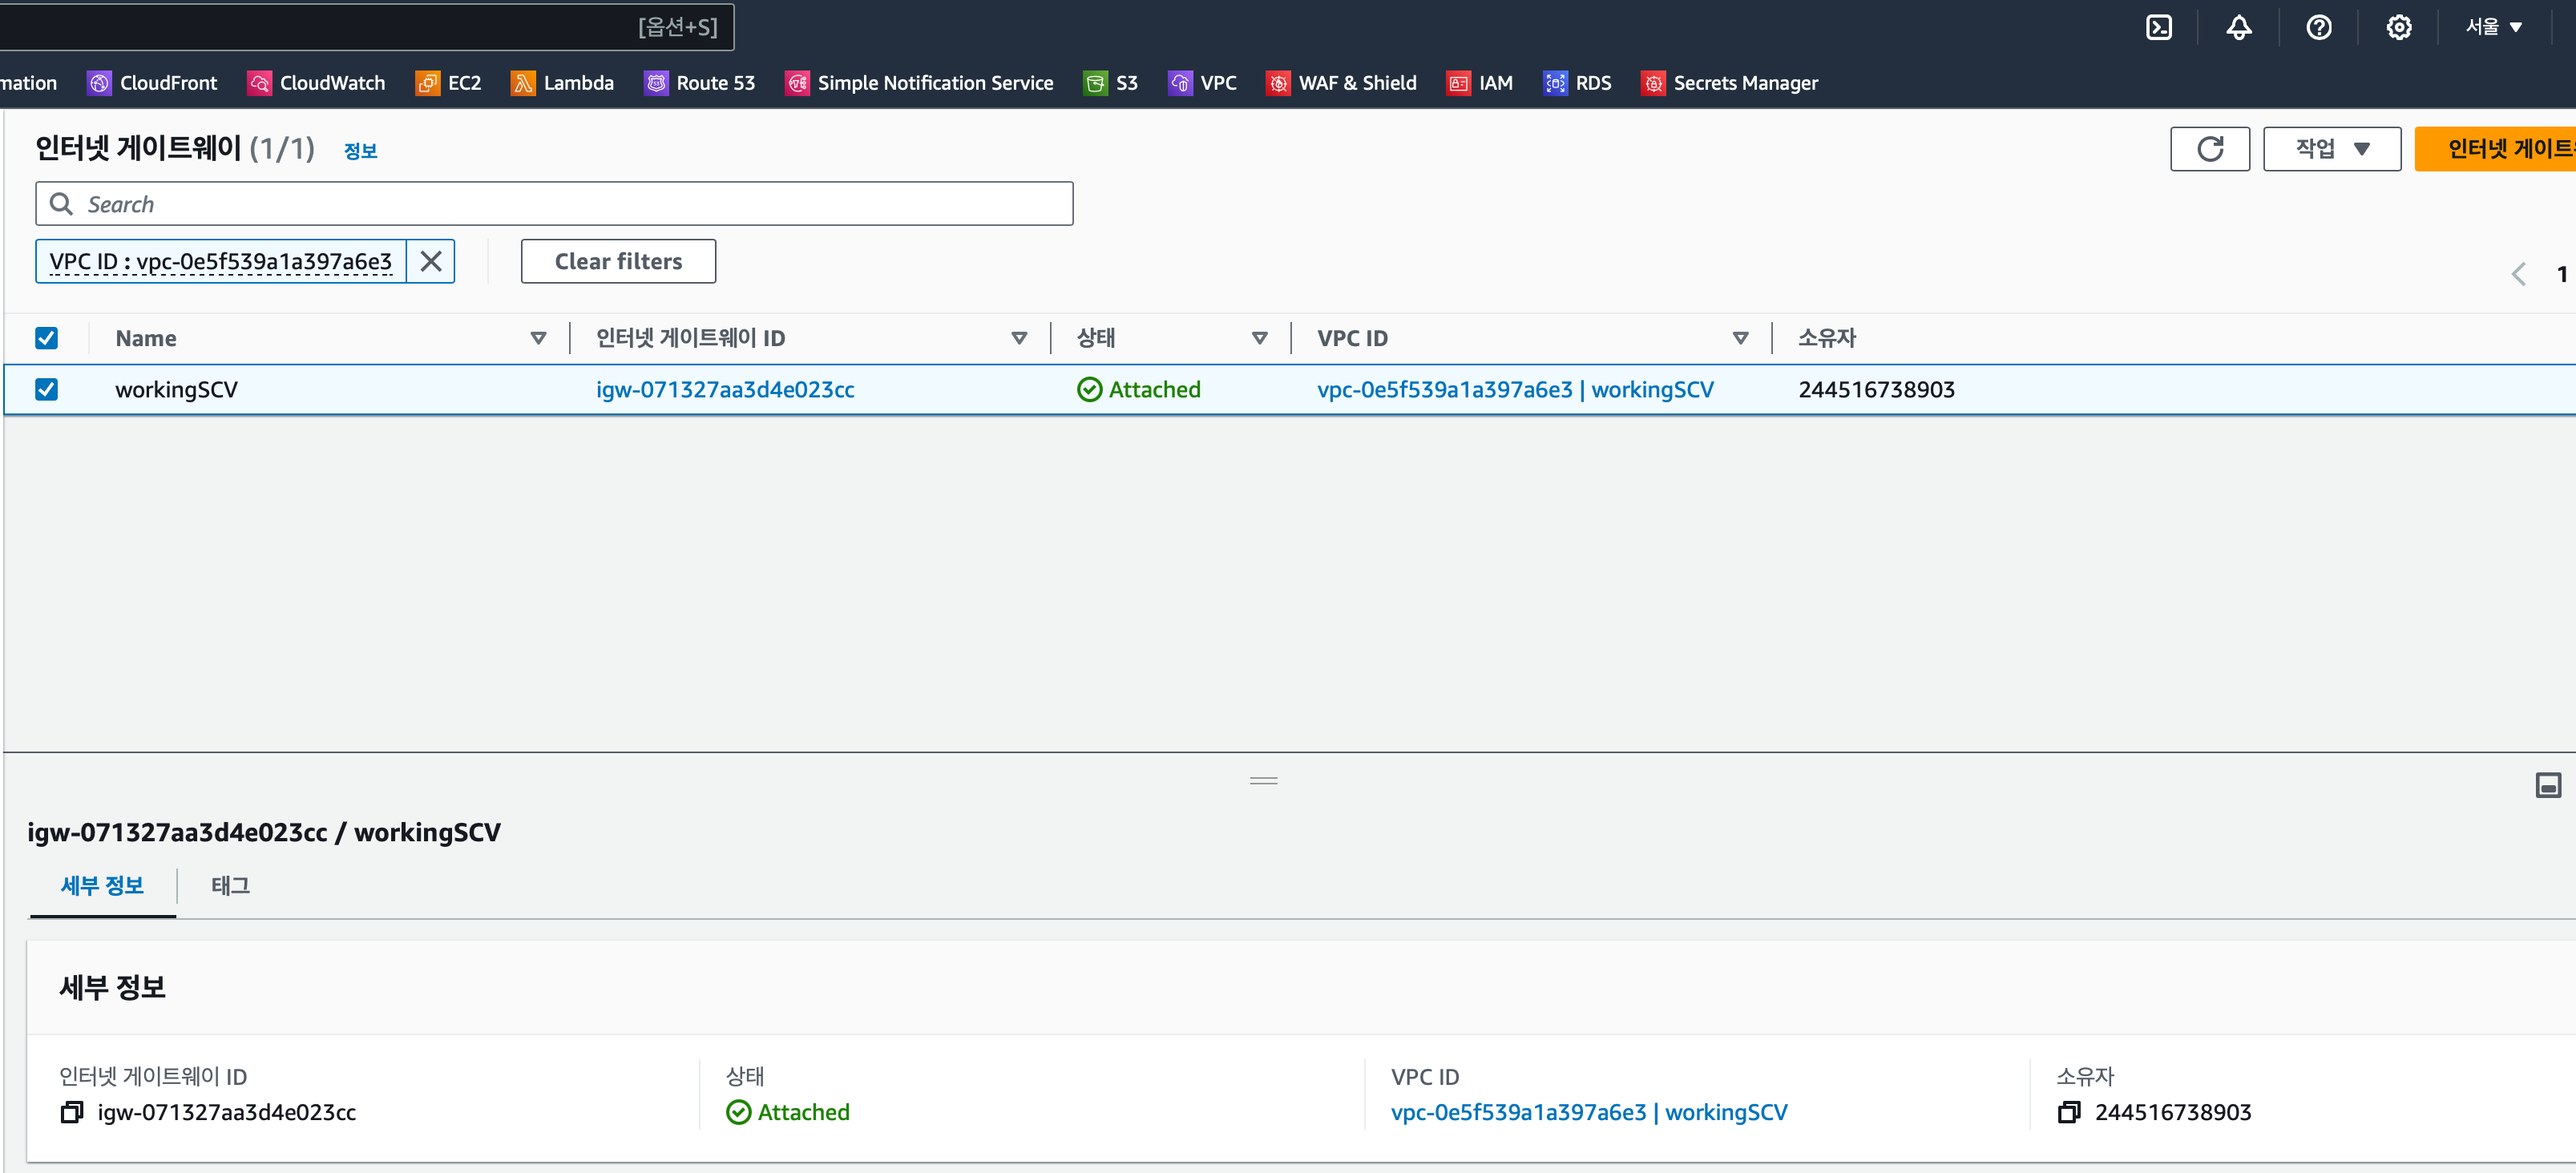 [옵션+S]
서울
mation CloudFront CloudWatch EC2 Lambda Route 53 Simple Notification Service S3 VPC WAF & Shield IAM RDS Secrets Manager
인터넷 게이트웨이 (1/1) 정보
작업
인터넷 게이트
Search
VPC ID : vpc-0e5f539a1a397a6e3
Clear filters
1
Name 인터넷 게이트웨이 ID 상태 VPC ID 소유자
workingSCV igw-071327aa3d4e023cc Attached vpc-0e5f539a1a397a6e3 | workingSCV 244516738903
igw-071327aa3d4e023cc / workingSCV
세부 정보 태그
세부 정보
인터넷 게이트웨이 ID 상태 VPC ID 소유자
igw-071327aa3d4e023cc Attached vpc-0e5f539a1a397a6e3 | workingSCV 244516738903